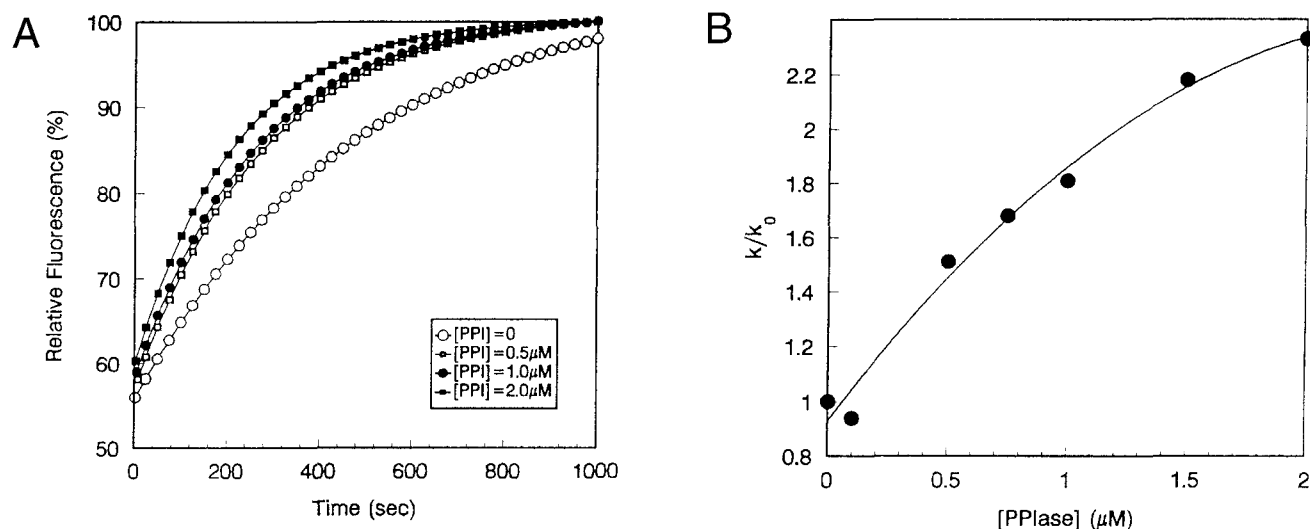 A
100
90
80
70
60
50
Relative Fluorescence (%)
[PPI]=0
[PPI]=0.5μM
[PPI]=1.0μM
[PPI]=2.0μM
0 200 400 600 800 1000
Time (sec)
B
2.2
2
1.8
1.6
1.4
1.2
1
0.8
k/k0
0 0.5 1 1.5 2
[PPIase] (μM)